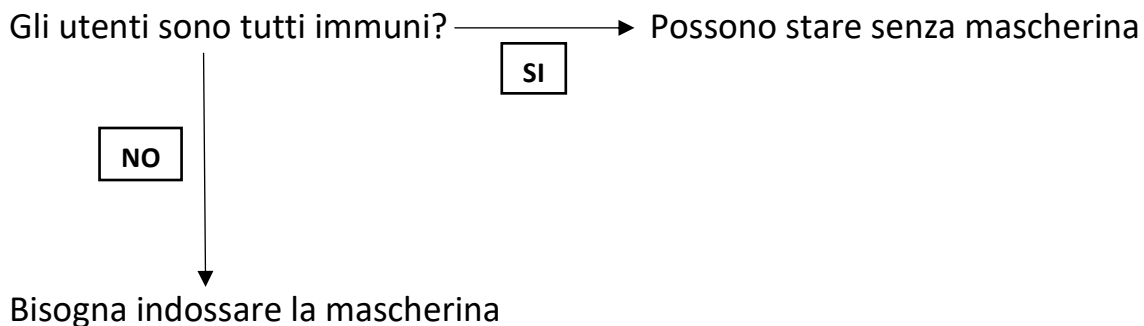 Gli utenti sono tutti immuni?
Possono stare senza mascherina
SI
NO
Bisogna indossare la mascherina